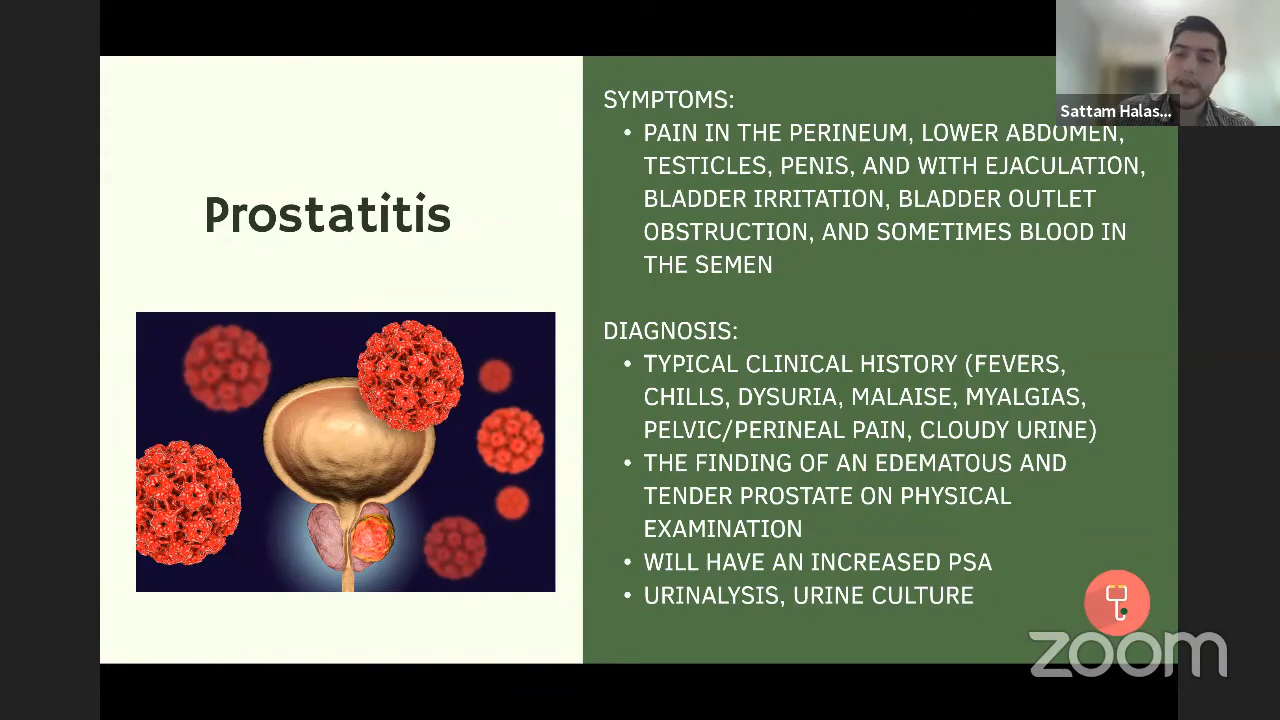 Prostatitis
SYMPTOMS:
• PAIN IN THE PERINEUM, LOWER ABDOMEN,
TESTICLES, PENIS, AND WITH EJACULATION,
BLADDER IRRITATION, BLADDER OUTLET
OBSTRUCTION, AND SOMETIMES BLOOD IN
THE SEMEN
DIAGNOSIS:
• TYPICAL CLINICAL HISTORY (FEVERS,
CHILLS, DYSURIA, MALAISE, MYALGIAS,
PELVIC/PERINEAL PAIN, CLOUDY URINE)
• THE FINDING OF AN EDEMATOUS AND
TENDER PROSTATE ON PHYSICAL
EXAMINATION
• WILL HAVE AN INCREASED PSA
• URINALYSIS, URINE CULTURE
Sattam Halas...
zoom